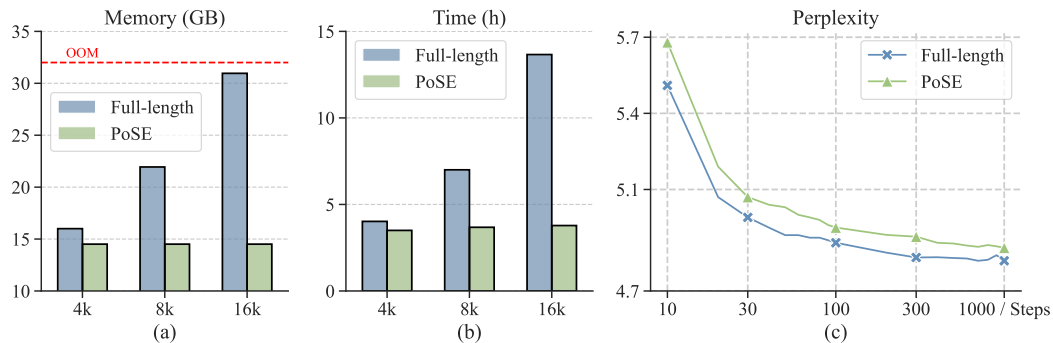 Memory (GB)
35
30
25
30
15
10
OOM
Full-length
PoSE
4k
8k
16k
(a)
Time (h)
15
10
5
0
Full-length
PoSE
4k
8k
16k
(b)
Perplexity
5.7
5.4
5.1
4.7
Full-length
PoSE
10
30
100
300
1000 / Steps
(c)